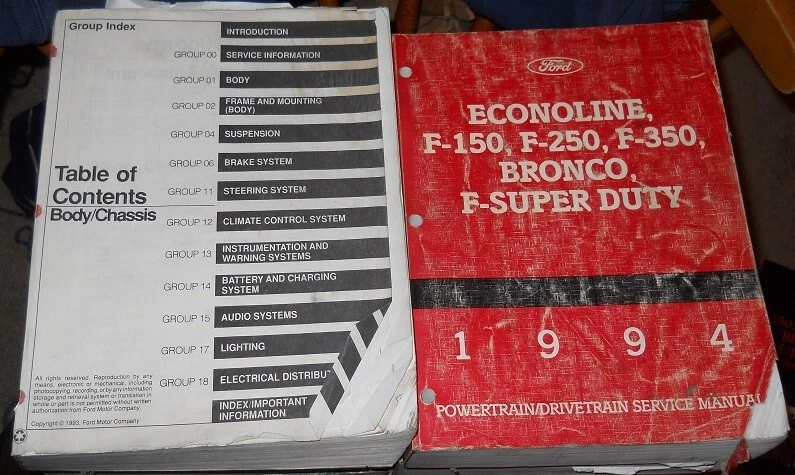 Group Index
INTRODUCTION
GROUP 00 SERVICE INFORMATION
GROUP 01 BODY
GROUP 02 FRAME AND MOUNTING
(BODY)
GROUP 04 SUSPENSION
GROUP 06 BRAKE SYSTEM
Table of
Contents
Body/Chassis
GROUP 11 STEERING SYSTEM
GROUP 12 CLIMATE CONTROL SYSTEM
GROUP 13 INSTRUMENTATION AND
WARNING SYSTEMS
GROUP 14 BATTERY AND CHARGING
SYSTEM
GROUP 15 AUDIO SYSTEMS
GROUP 17 LIGHTING
GROUP 18 ELECTRICAL DISTRIBUT
INDEX/IMPORTANT
INFORMATION
All rights reserved. Reproduction by any
means, electronic or mechanical, including
photocopying, recording, or by any information
storage and retrieval system or translation in
whole or part is not permitted without written
authorization from Ford Motor Company.
Copyright © 1993, Ford Motor Company
Ford
ECONOLINE,
F-150, F-250, F-350,
BRONCO,
F-SUPER DUTY
1994
POWERTRAIN/DRIVETRAIN SERVICE MANUAL